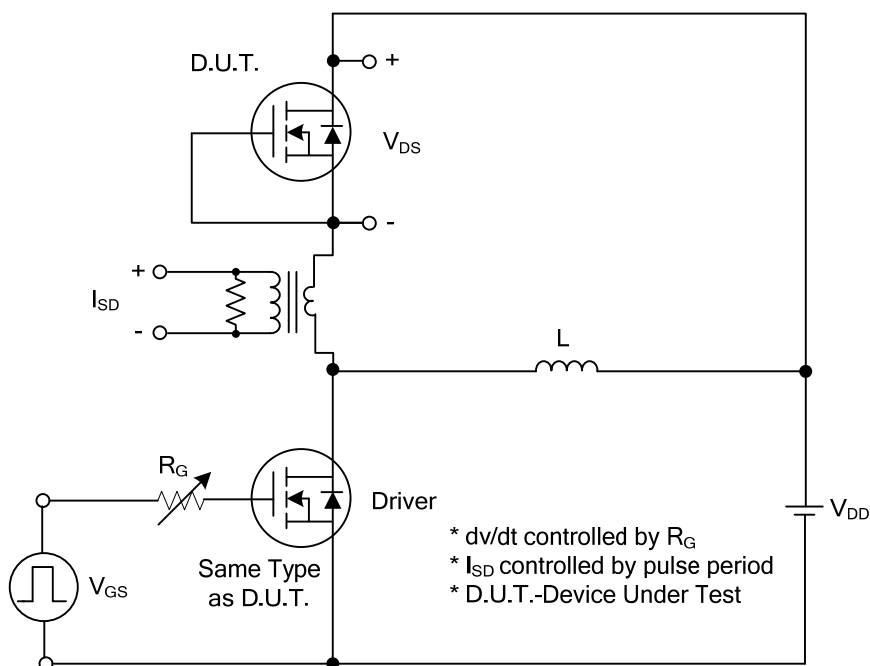 D.U.T.
+
VDS
-
+
ISD
-
L
RG
Driver
VDD
VGS
Same Type
as D.U.T.
* dv/dt controlled by RG
* ISD controlled by pulse period
* D.U.T.-Device Under Test